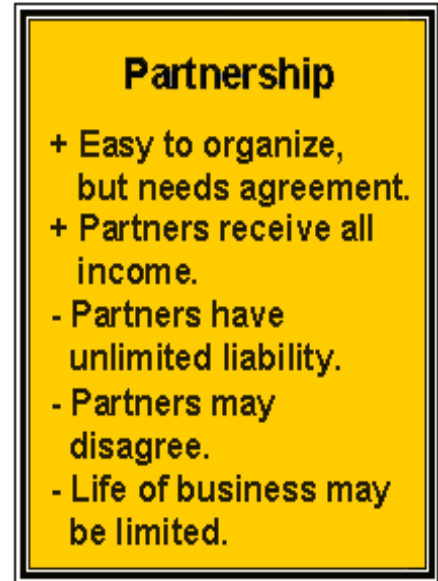 Partnership
+ Easy to organize,
but needs agreement.
+ Partners receive all
income.
- Partners have
unlimited liability.
- Partners may
disagree.
- Life of business may
be limited.